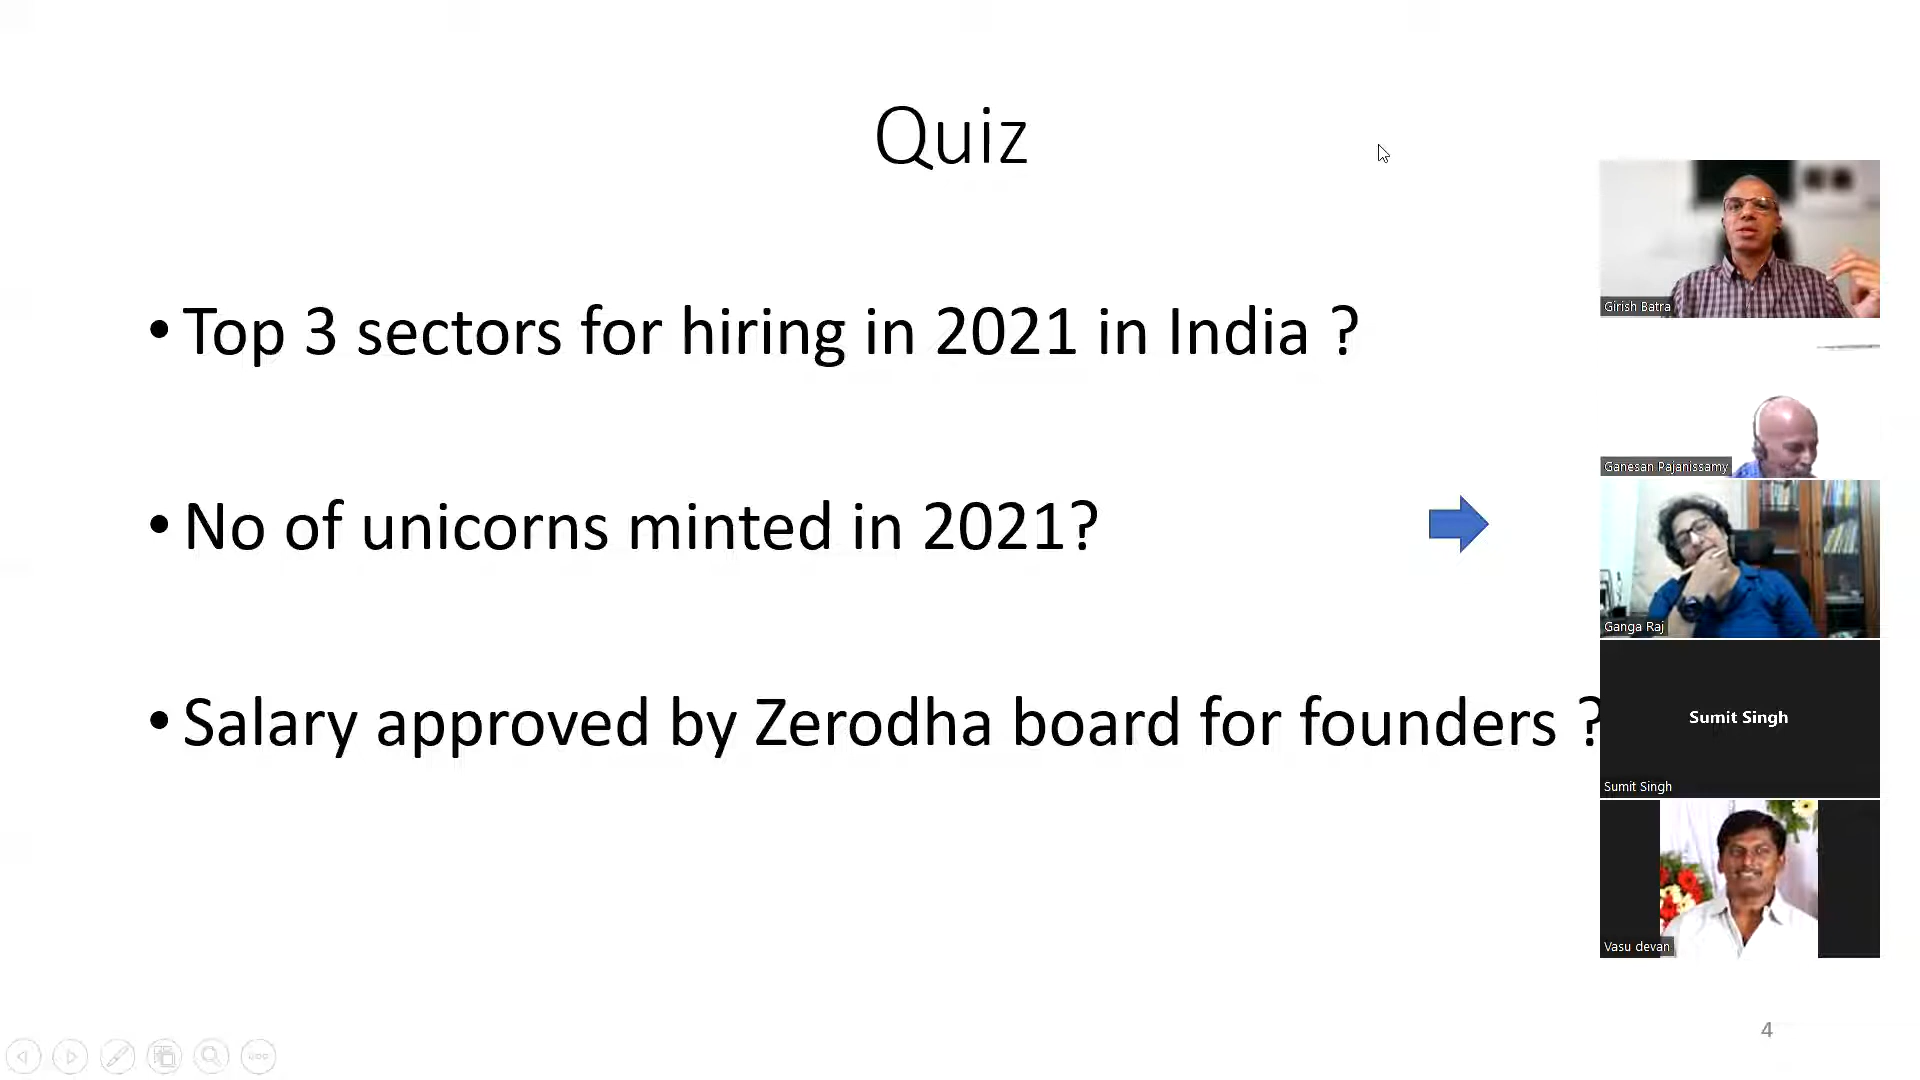 Quiz
• Top 3 sectors for hiring in 2021 in India ?
• No of unicorns minted in 2021?
• Salary approved by Zerodha board for founders ?
Girish Batra
Ganesan Pajanissamy
Ganga Raj
Sumit Singh
Sumit Singh
Vasu devan
4